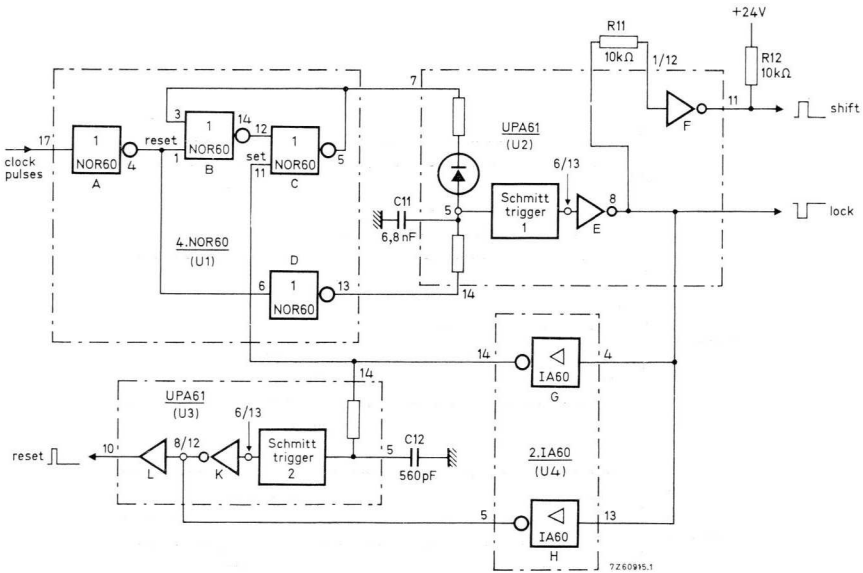 +24V
R11
10kΩ
1/12
R12
10kΩ
11
shift
F
7
UPA61
(U2)
3
14
12
1
NOR60
B
17
clock
pulses
1
NOR60
A
4
reset
1
set
11
1
NOR60
C
5
4.NOR60
(U1)
C11
6,8nF
5
Schmitt
trigger
1
6/13
E
8
lock
D
6
1
NOR60
13
14
14
IA60
G
4
14
UPA61
(U3)
6/13
reset
10
L
8/12
K
Schmitt
trigger
2
5
C12
560pF
2.IA60
(U4)
5
IA60
H
13
7Z60915.1